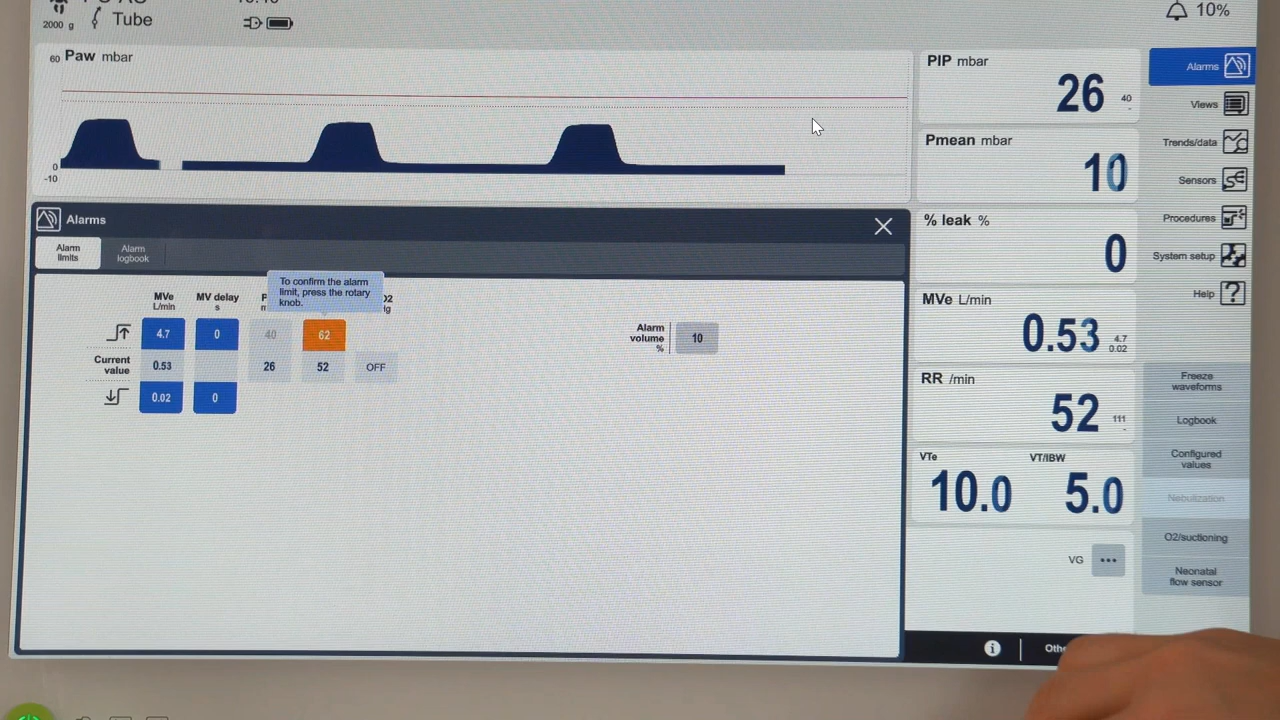 2000 g
Tube
10%
60 Paw mbar
0
-10
Alarms
Alarm limits
Alarm logbook
To confirm the alarm
limit, press the rotary
knob.
MVe L/min
MV delay s
4.7 0 40 62
Current value 0.53 26 52 OFF
0.02 0
Alarm volume % 10
PIP mbar
26
40
-
Pmean mbar
10
% leak %
0
MVe L/min
0.53
4.7
0.02
RR /min
52
111
-
VTe VT/IBW
10.0 5.0
VG •••
Alarms
Views
Trends/data
Sensors
Procedures
System setup
Help ?
Freeze
waveforms
Logbook
Configured
values
Nebulization
O2/suctioning
Neonatal
flow sensor
i